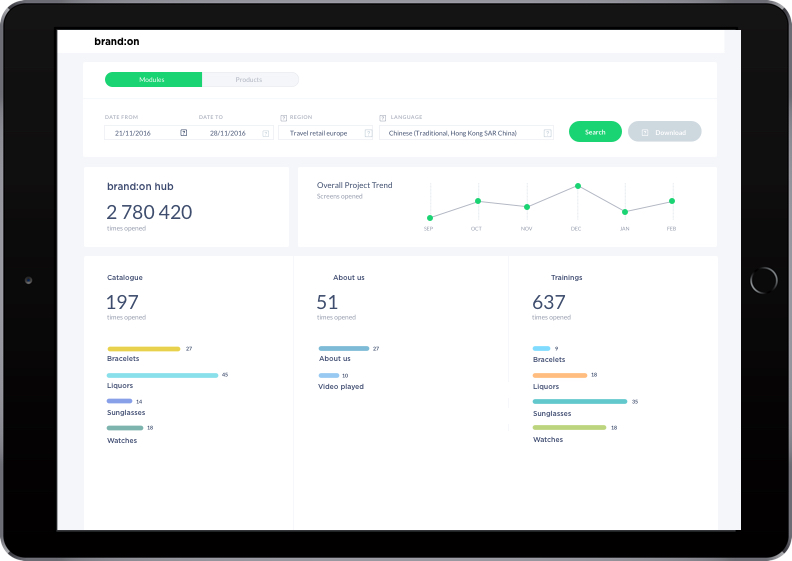 brand:on
Modules
Products
DATE FROM
DATE TO
REGION
LANGUAGE
21/11/2016
28/11/2016
Travel retail europe
Chinese (Traditional, Hong Kong SAR China)
Search
Download
brand:on hub
2 780 420
times opened
Overall Project Trend
Screens opened
SEP
OCT
NOV
DEC
JAN
FEB
Catalogue
197
times opened
27
Bracelets
45
Liquors
14
Sunglasses
18
Watches
About us
51
times opened
27
About us
10
Video played
Trainings
637
times opened
9
Bracelets
18
Liquors
35
Sunglasses
18
Watches